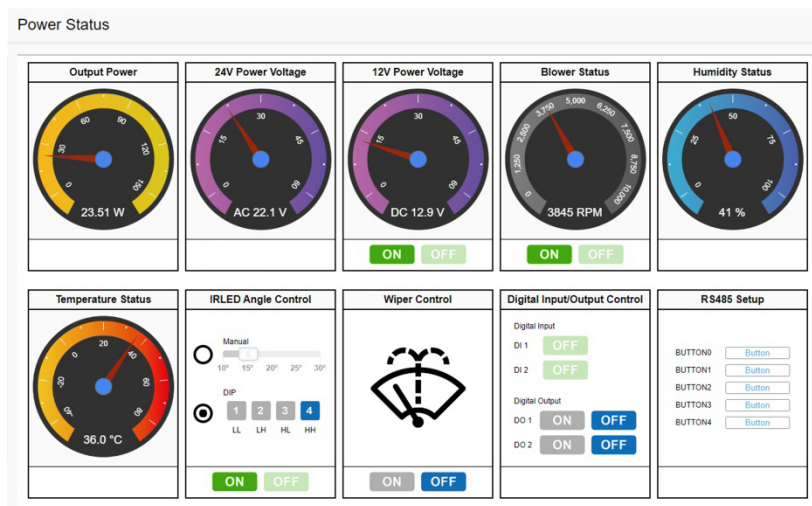 Power Status
Output Power
0
30
60
90
120
150
23.51 W
24V Power Voltage
0
15
30
45
60
AC 22.1 V
12V Power Voltage
0
15
30
45
60
DC 12.9 V
ON OFF
Blower Status
0
1,250
2,500
3,750
5,000
6,250
7,500
8,750
10,000
3845 RPM
ON OFF
Humidity Status
0
25
50
75
100
41 %
Temperature Status
-40
-20
0
20
40
60
80
36.0 °C
IRLED Angle Control
Manual
10° 15° 20° 25° 30°
DIP
1 2 3 4
LL LH HL HH
ON OFF
Wiper Control
ON OFF
Digital Input/Output Control
Digital Input
DI 1 OFF
DI 2 OFF
Digital Output
DO 1 ON OFF
DO 2 ON OFF
RS485 Setup
BUTTON0 Button
BUTTON1 Button
BUTTON2 Button
BUTTON3 Button
BUTTON4 Button